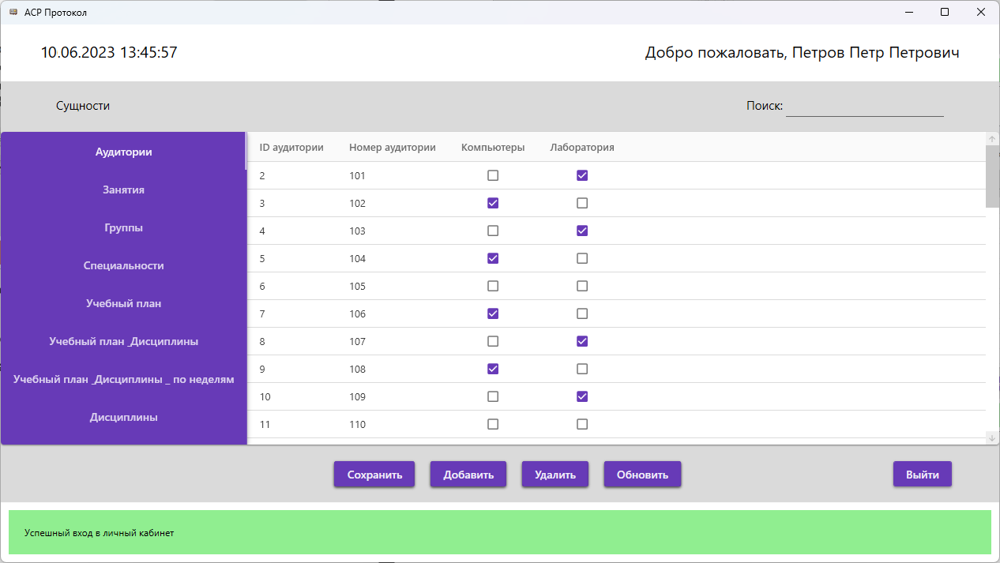 АСР Протокол
10.06.2023 13:45:57
Добро пожаловать, Петров Петр Петрович
Сущности
Поиск:
Аудитории
Занятия
Группы
Специальности
Учебный план
Учебный план _Дисциплины
Учебный план _Дисциплины _ по неделям
Дисциплины
ID аудитории Номер аудитории Компьютеры Лаборатория
2 101
3 102
4 103
5 104
6 105
7 106
8 107
9 108
10 109
11 110
Сохранить Добавить Удалить Обновить Выйти
Успешный вход в личный кабинет